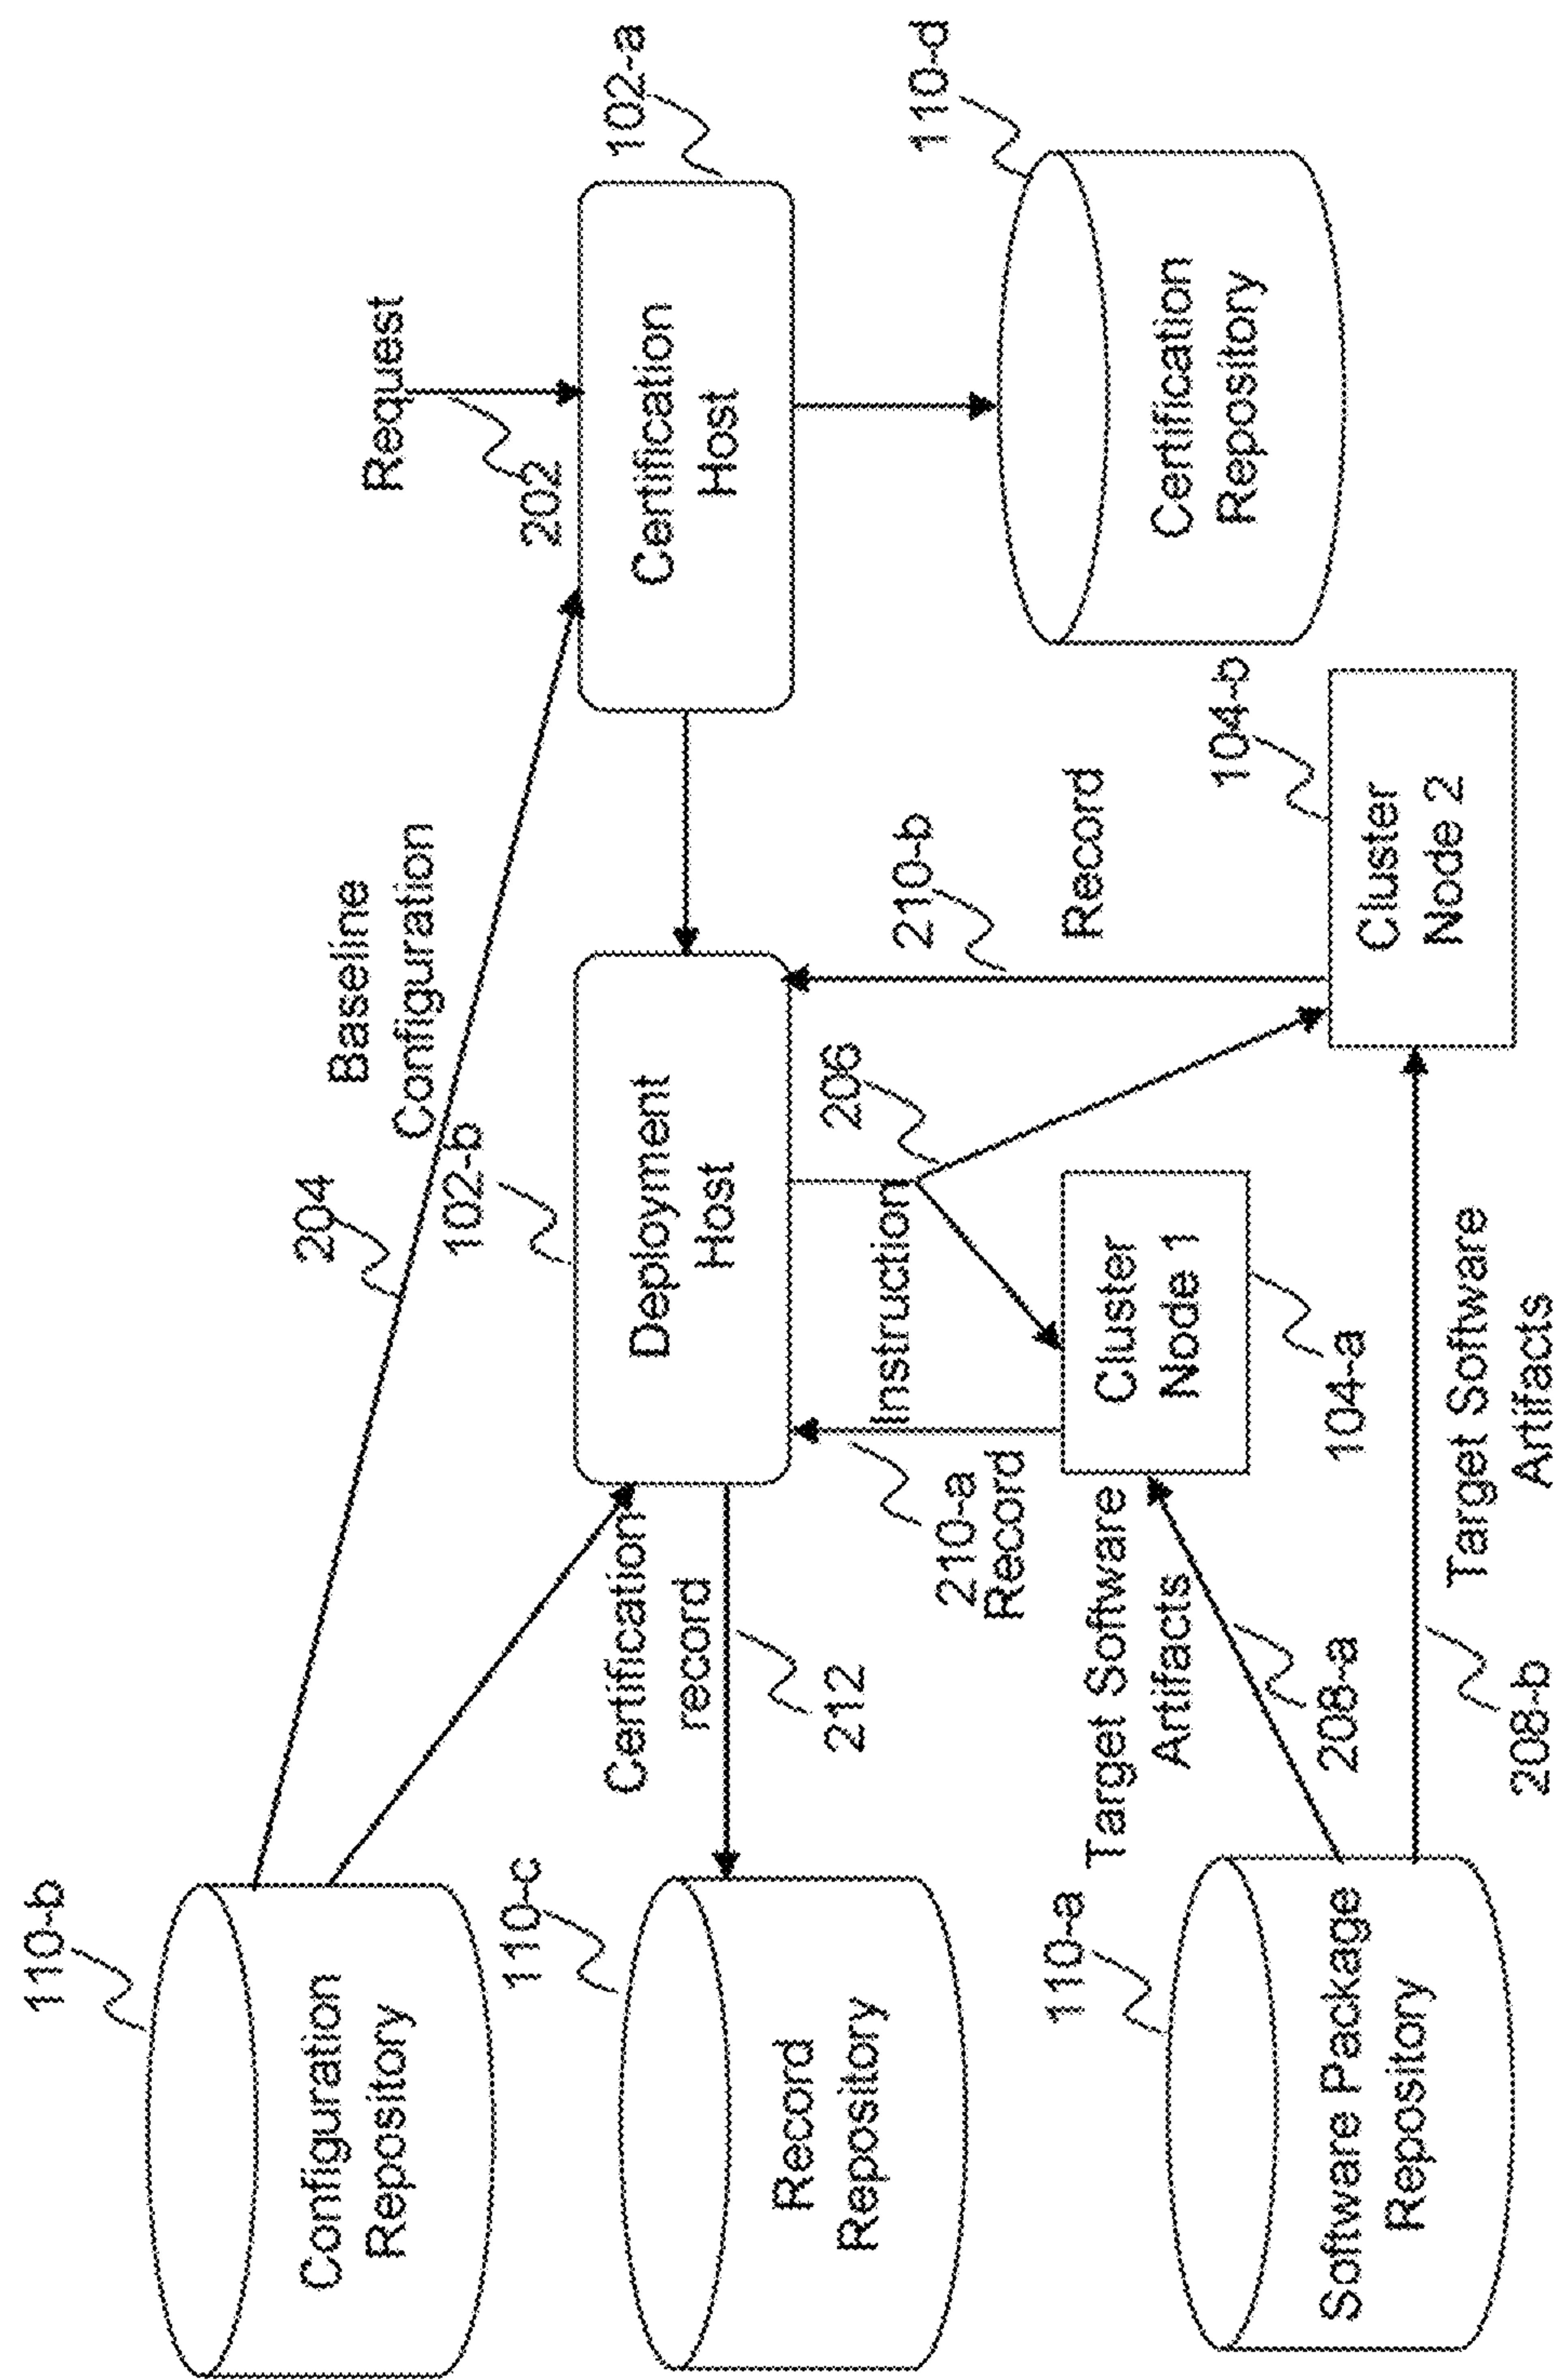 Request
202
102-a
Certification
Host
110-d
Certification
Repository
Baseline
Configuration
204
102-b
Deployment
Host
206
Instruction
210-b
Record
104-b
Cluster
Node 2
Cluster
Node 1
104-a
210-a
Record
Certification
record
212
Target Software
Artifacts
208-a
Target Software
Artifacts
208-b
110-b
Configuration
Repository
110-c
Record
Repository
110-a
Software Package
Repository